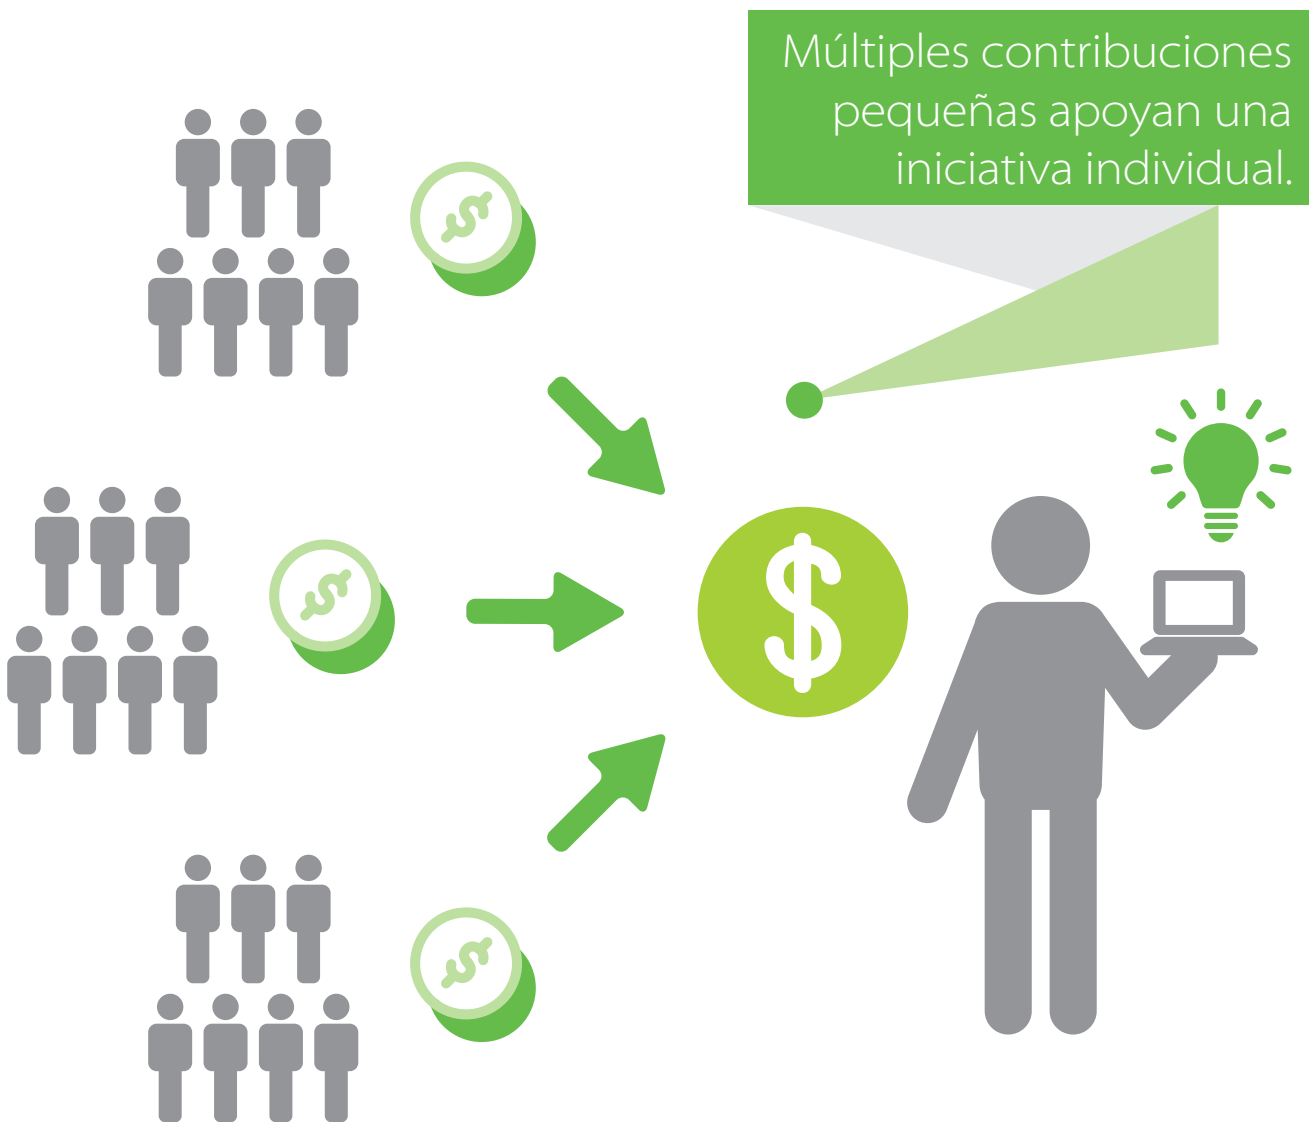 Múltiples contribuciones
pequeñas apoyan una
iniciativa individual.
$
$
$
$